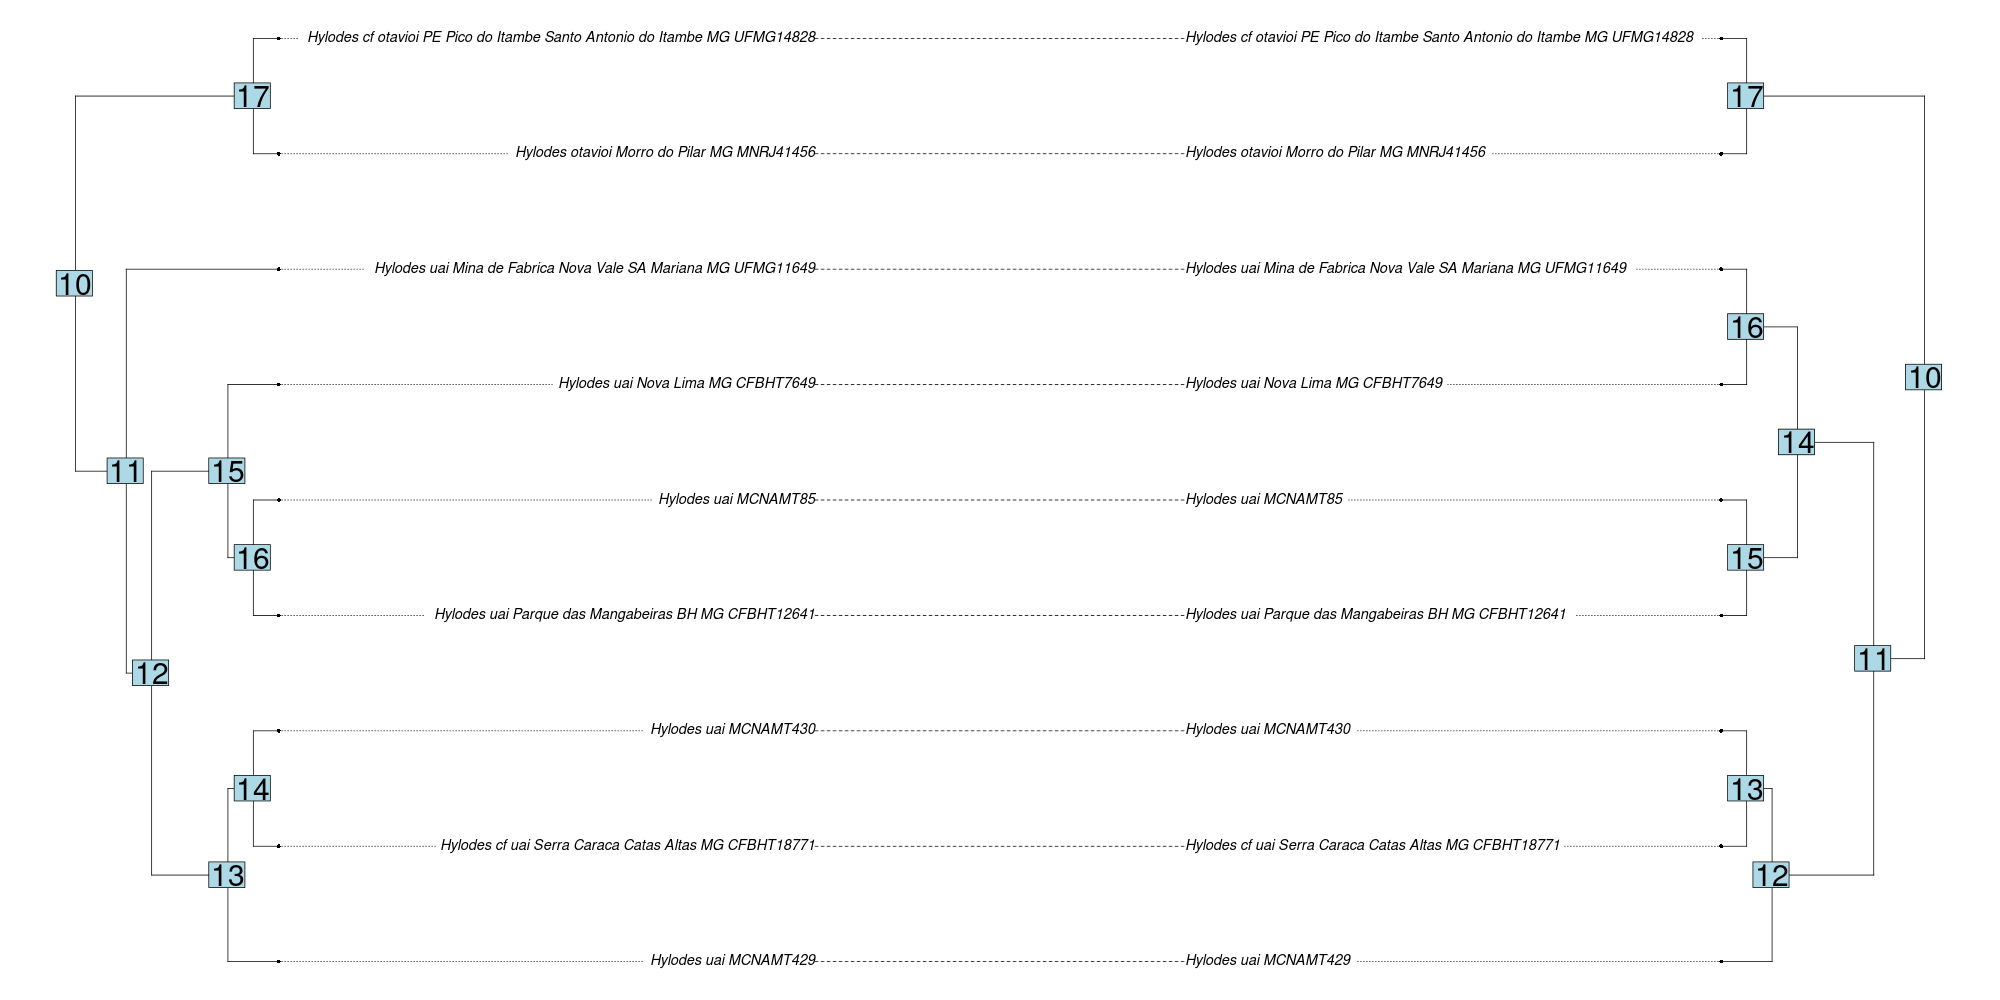 Hylodes cf otavioi PE Pico do Itambe Santo Antonio do Itambe MG UFMG14828 Hylodes cf otavioi PE Pico do Itambe Santo Antonio do Itambe MG UFMG14828
17 17
Hylodes otavioi Morro do Pilar MG MNRJ41456 Hylodes otavioi Morro do Pilar MG MNRJ41456
Hylodes uai Mina de Fabrica Nova Vale SA Mariana MG UFMG11649 Hylodes uai Mina de Fabrica Nova Vale SA Mariana MG UFMG11649
10
16
10
Hylodes uai Nova Lima MG CFBHT7649 Hylodes uai Nova Lima MG CFBHT7649
14
11 15
Hylodes uai MCNAMT85 Hylodes uai MCNAMT85
16 15
Hylodes uai Parque das Mangabeiras BH MG CFBHT12641 Hylodes uai Parque das Mangabeiras BH MG CFBHT12641
11
12
Hylodes uai MCNAMT430 Hylodes uai MCNAMT430
14 13
Hylodes cf uai Serra Caraca Catas Altas MG CFBHT18771 Hylodes cf uai Serra Caraca Catas Altas MG CFBHT18771
13 12
Hylodes uai MCNAMT429 Hylodes uai MCNAMT429